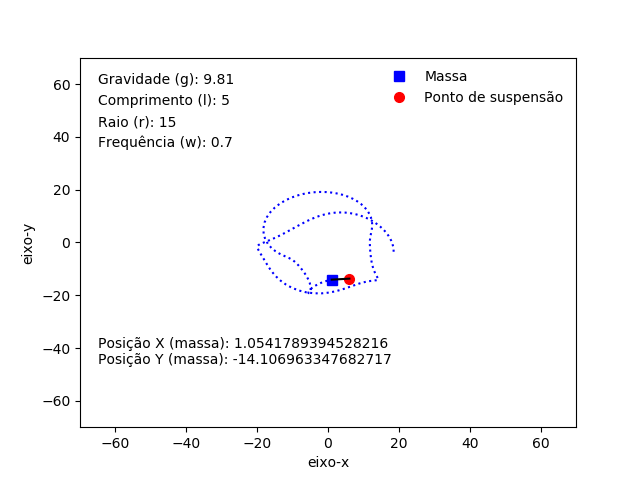 Gravidade (g): 9.81
Comprimento (l): 5
Raio (r): 15
Frequência (w): 0.7
Massa
Ponto de suspensão
60
40
20
0
−20
−40
−60
eixo-y
Posição X (massa): 1.0541789394528216
Posição Y (massa): -14.106963347682717
−60
−40
−20
0
20
40
60
eixo-x